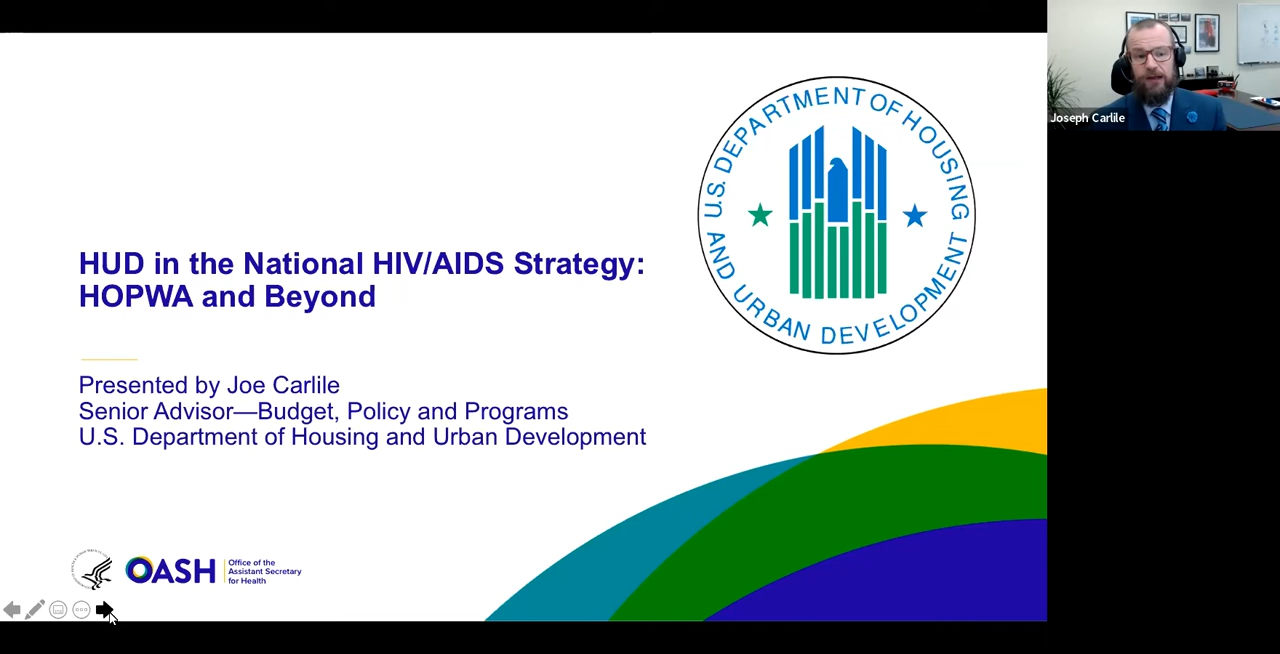 U.S. DEPARTMENT OF HOUSING
AND URBAN DEVELOPMENT
Joseph Carlile
HUD in the National HIV/AIDS Strategy:
HOPWA and Beyond
Presented by Joe Carlile
Senior Advisor—Budget, Policy and Programs
U.S. Department of Housing and Urban Development
OASH
Office of the
Assistant Secretary
for Health